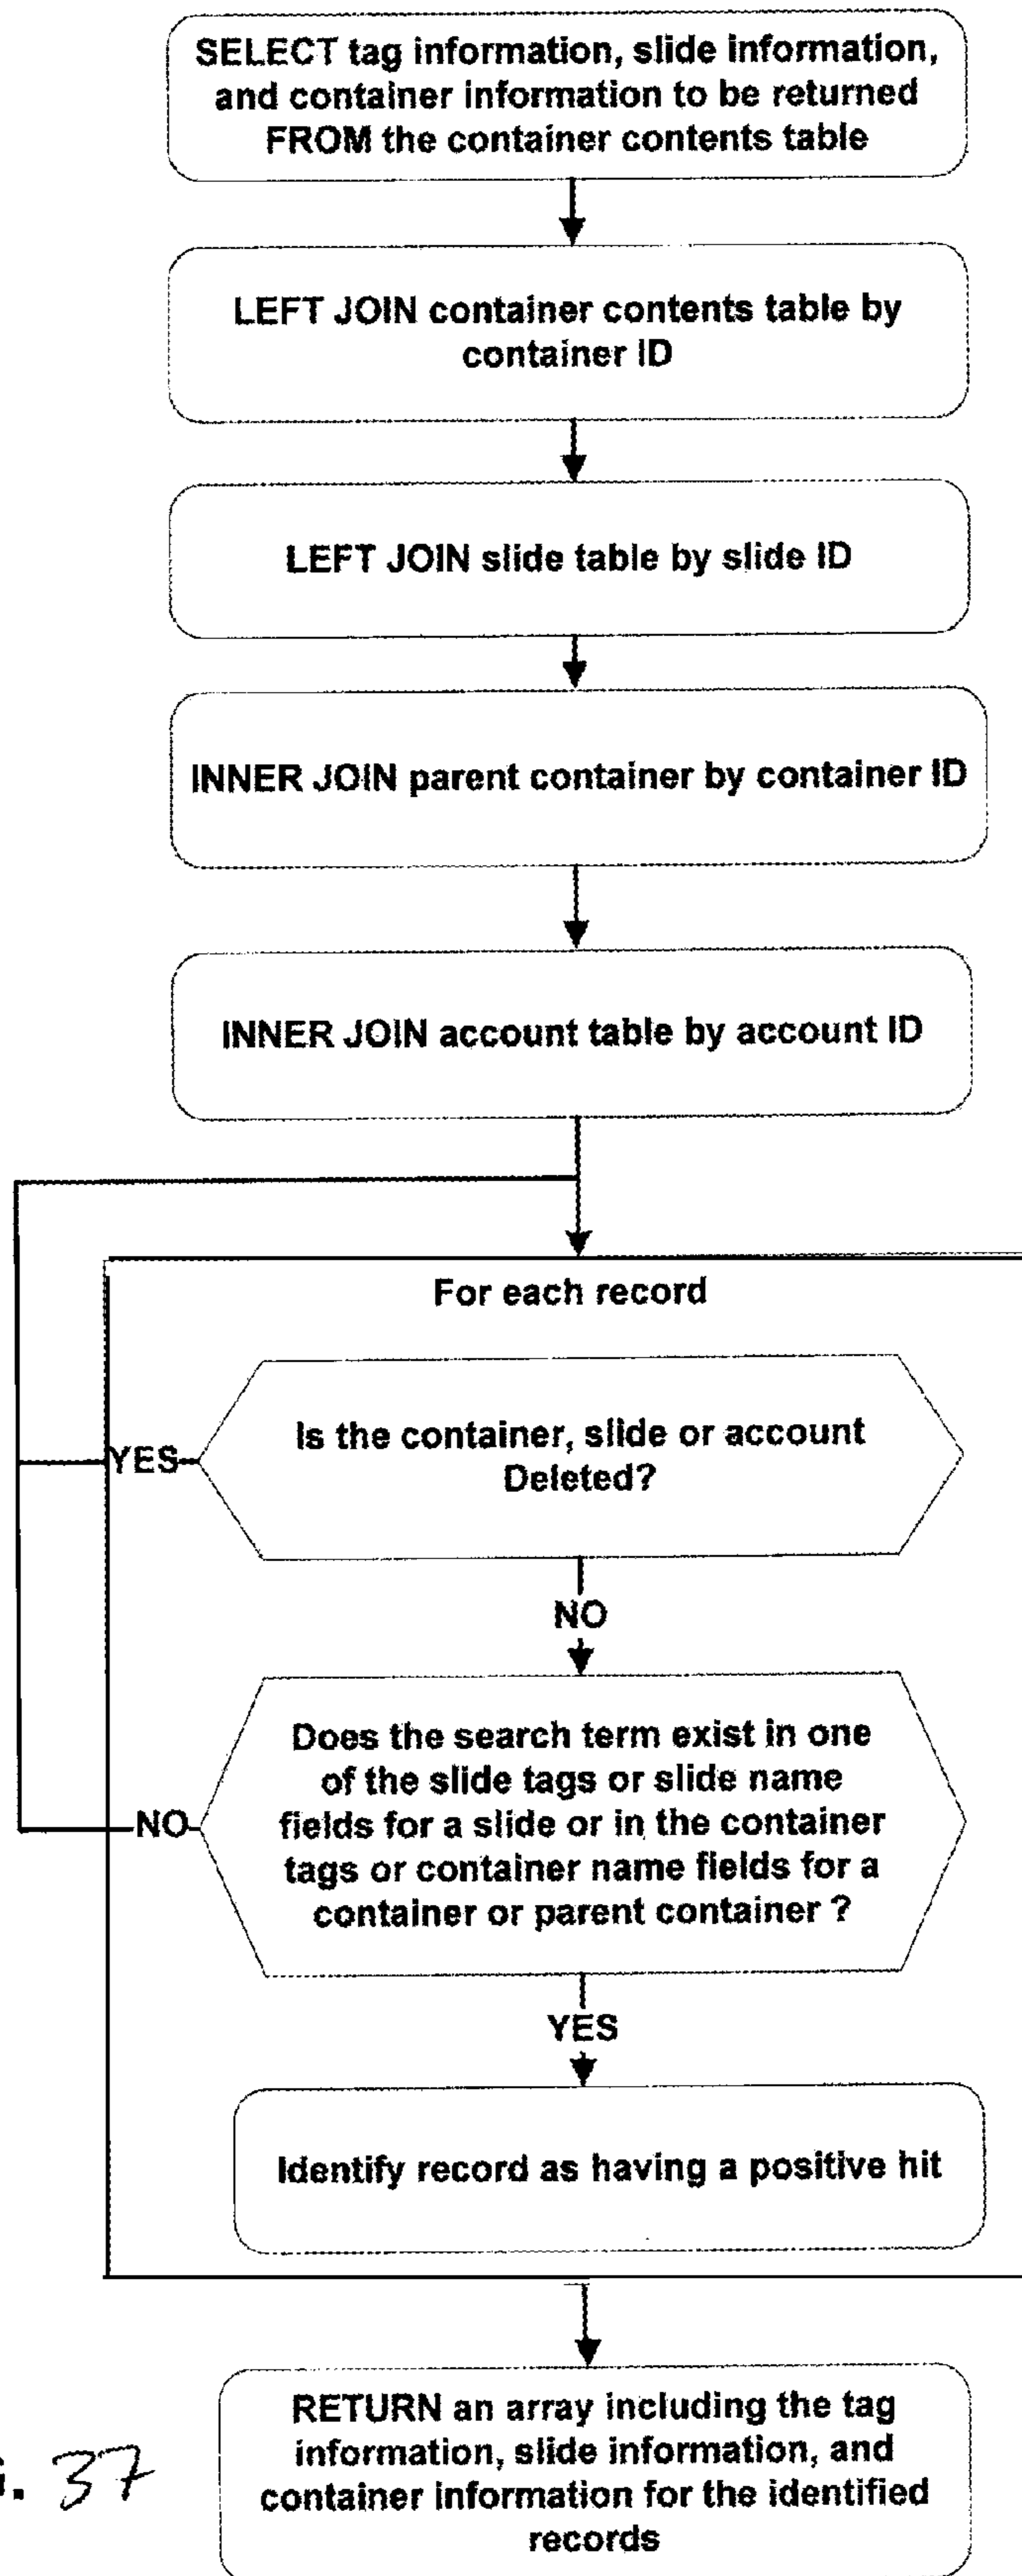 SELECT tag information, slide information,
and container information to be returned
FROM the container contents table
LEFT JOIN container contents table by
container ID
LEFT JOIN slide table by slide ID
INNER JOIN parent container by container ID
INNER JOIN account table by account ID
For each record
Is the container, slide or account
Deleted?
YES
NO
Does the search term exist in one
of the slide tags or slide name
fields for a slide or in the container
tags or container name fields for a
container or parent container ?
NO
YES
Identify record as having a positive hit
RETURN an array including the tag
information, slide information, and
container information for the identified
records
G. 37